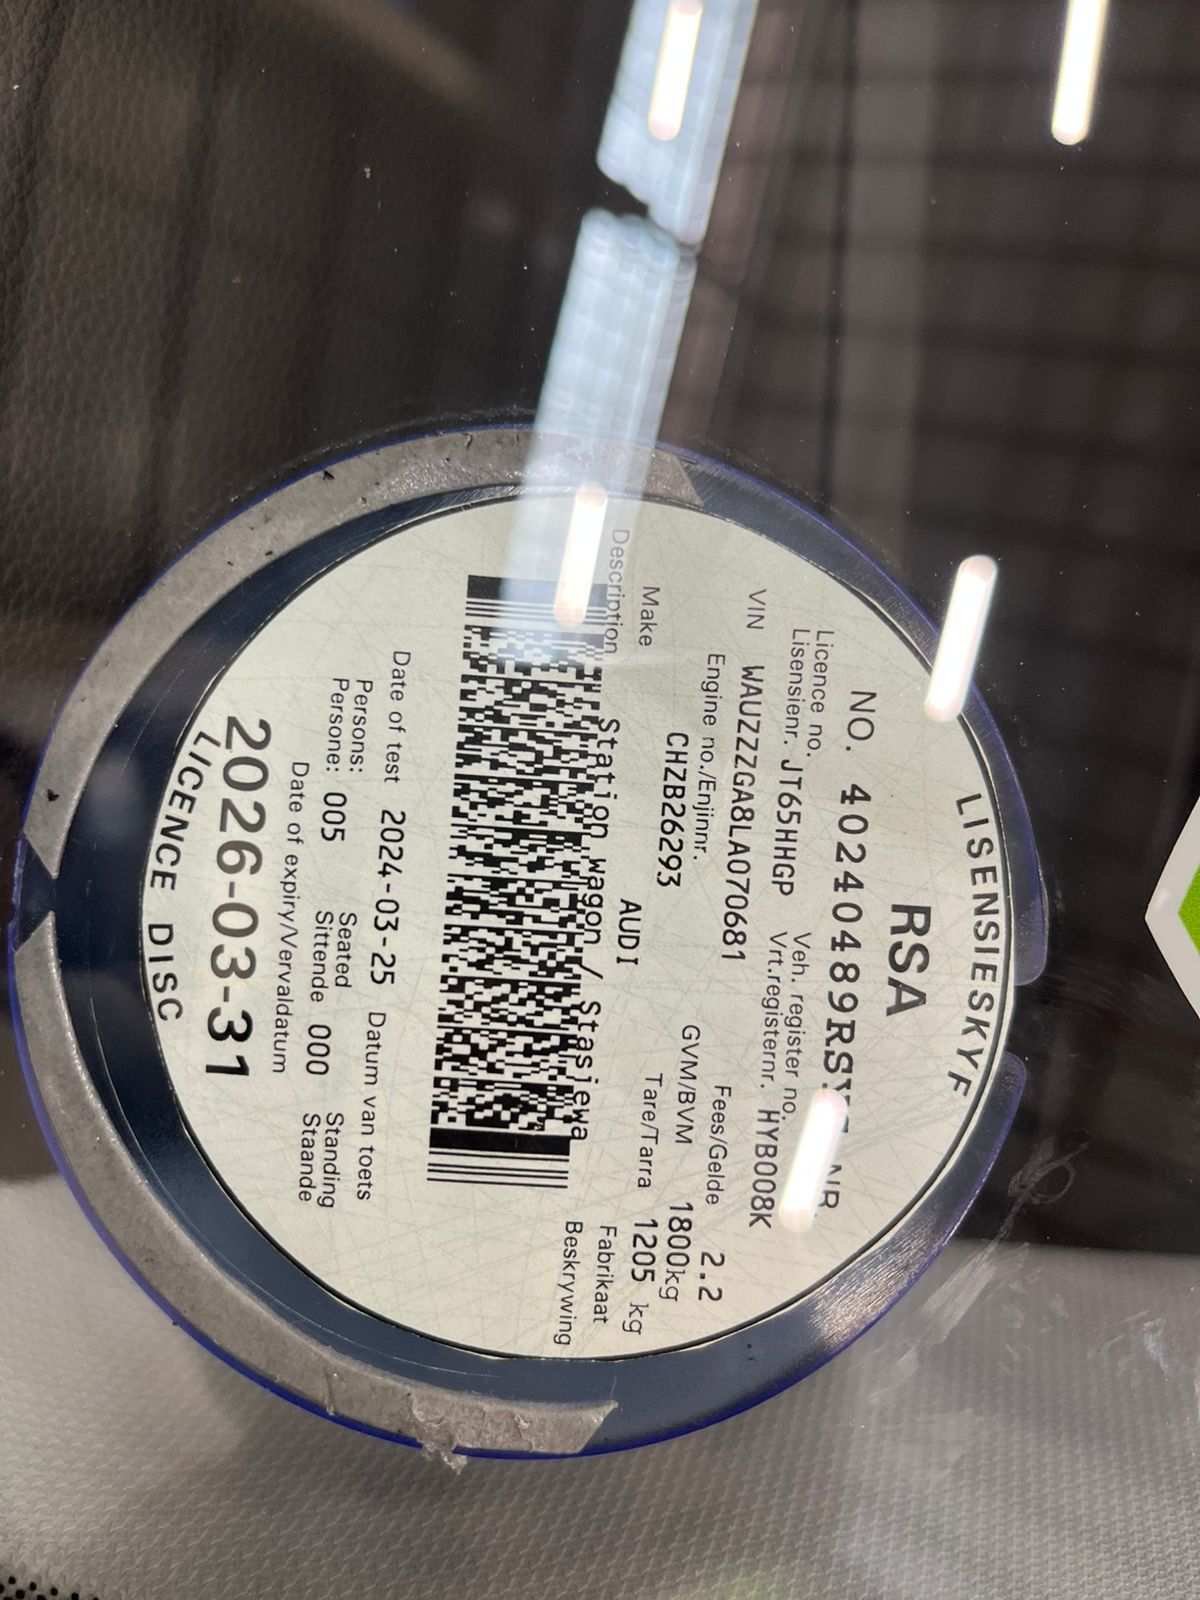 LISENSIESKYF
RSA
NO. 40240489RS
Licence no.
Lisensienr. JT65HHGP
Veh. register no.
Vrt.registernr. HYB008K
VIN WAUZZZGA8LA070681
Engine no./Enjinnr.
CHZB26293
Fees/Gelde 2.2
GVM/BVM 1800kg
Tare/Tarra 1205 kg
Make AUDI Fabrikaat
Description Station wagon / Stasiewa Beskrywing
Date of test 2024-03-25 Datum van toets
Persons:
Persone: 005
Seated
Sittende 000
Standing
Staande
Date of expiry/Vervaldatum
2026-03-31
LICENCE DISC